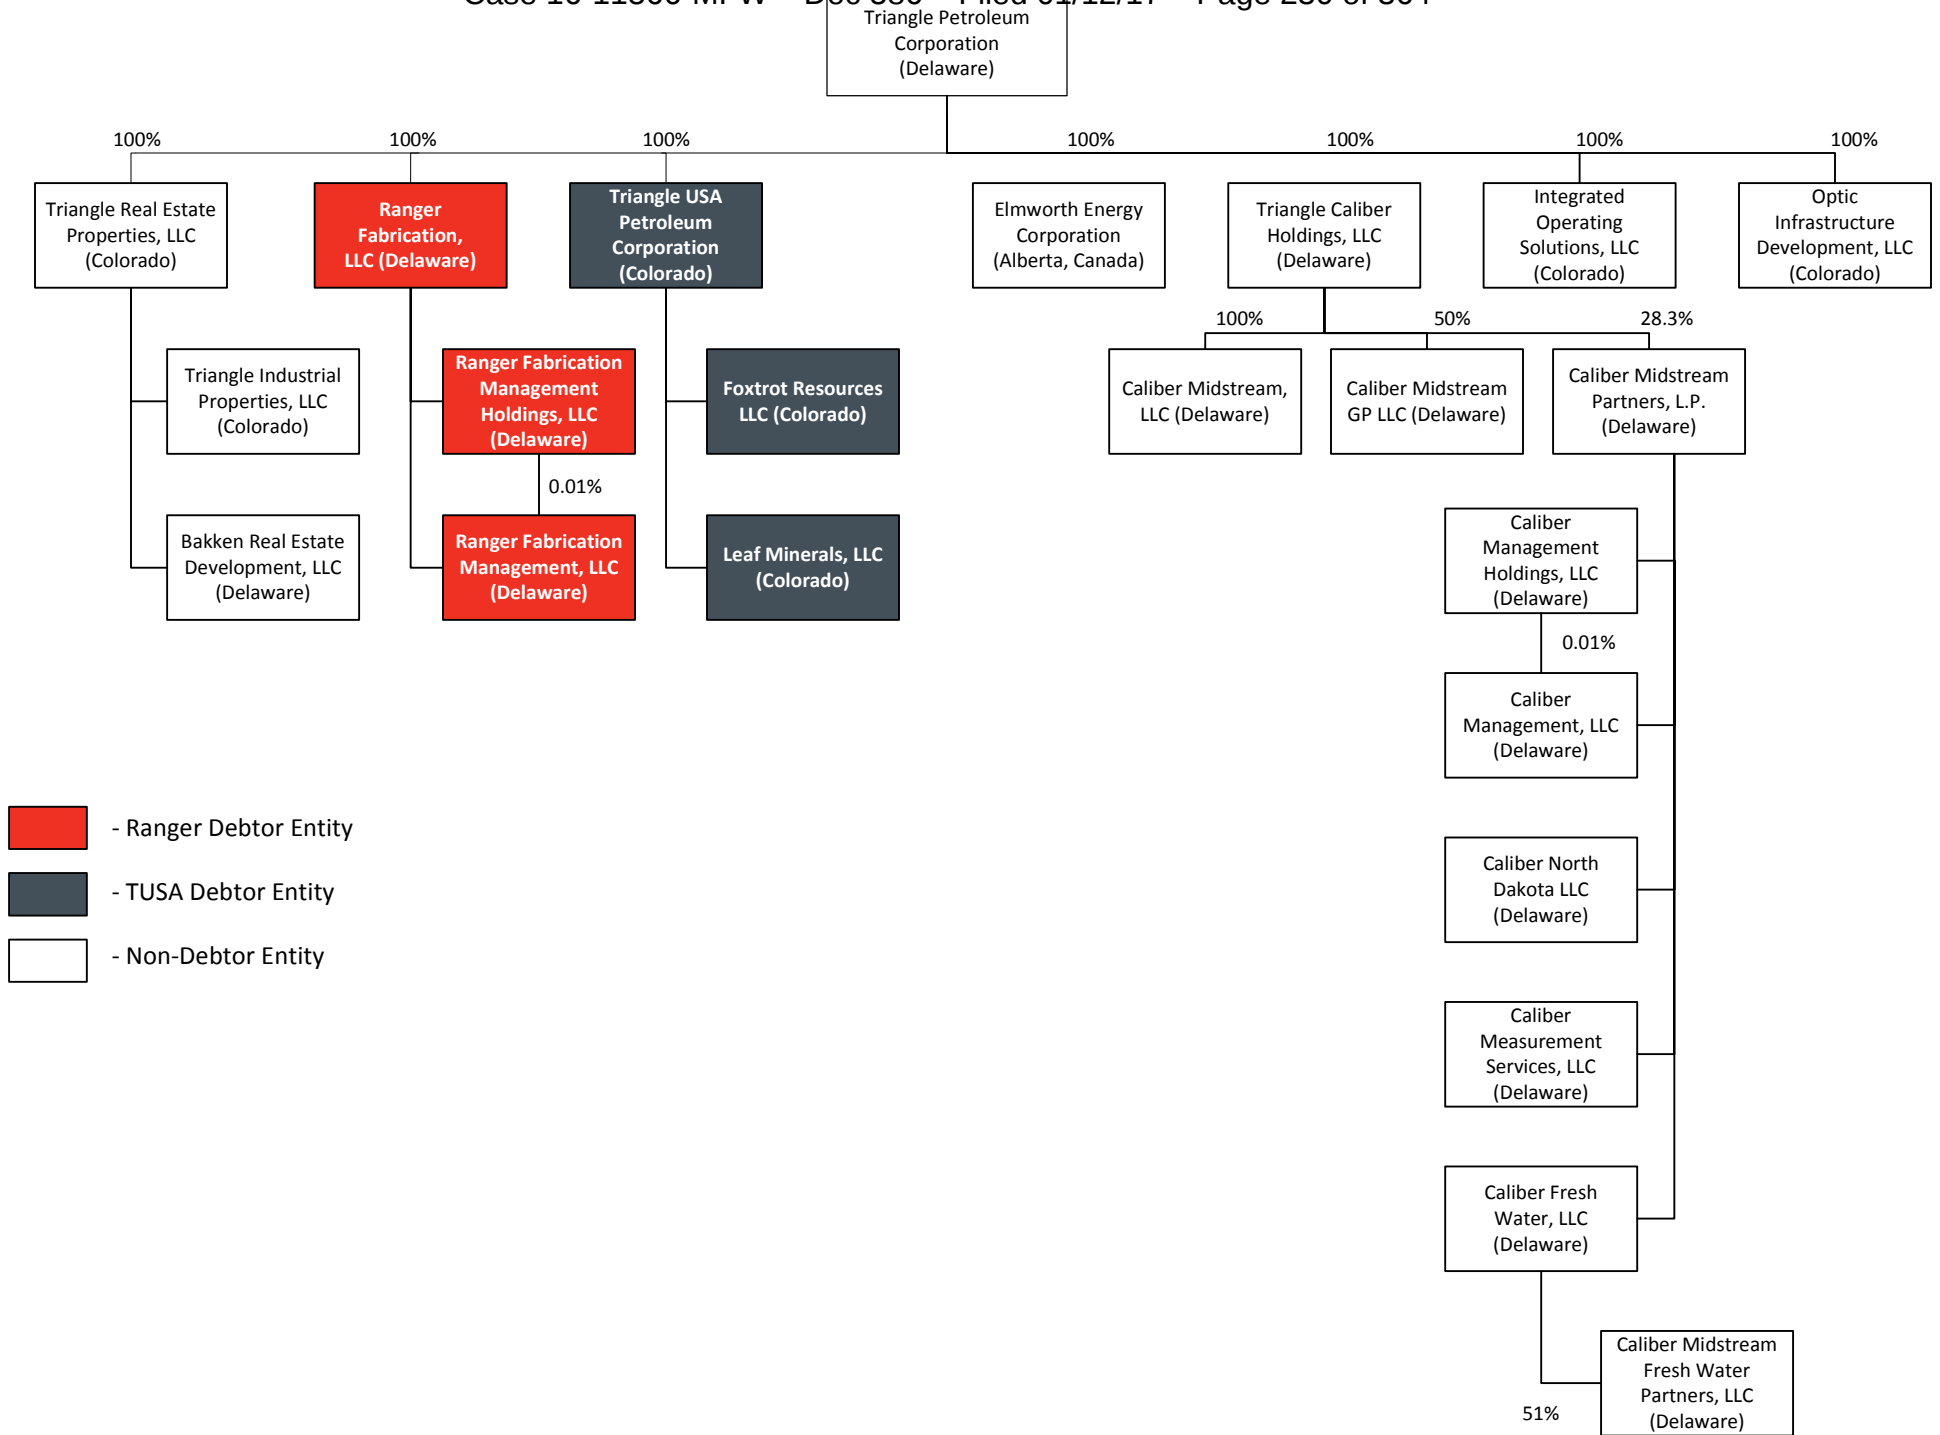 Triangle Petroleum
Corporation
(Delaware)
100%
100%
100%
100%
100%
100%
100%
Triangle Real Estate
Properties, LLC
(Colorado)
Ranger
Fabrication,
LLC (Delaware)
Triangle USA
Petroleum
Corporation
(Colorado)
Elmworth Energy
Corporation
(Alberta, Canada)
Triangle Caliber
Holdings, LLC
(Delaware)
Integrated
Operating
Solutions, LLC
(Colorado)
Optic
Infrastructure
Development, LLC
(Colorado)
100%
50%
28.3%
Triangle Industrial
Properties, LLC
(Colorado)
Ranger Fabrication
Management
Holdings, LLC
(Delaware)
Foxtrot Resources
LLC (Colorado)
Caliber Midstream,
LLC (Delaware)
Caliber Midstream
GP LLC (Delaware)
Caliber Midstream
Partners, L.P.
(Delaware)
0.01%
Bakken Real Estate
Development, LLC
(Delaware)
Ranger Fabrication
Management, LLC
(Delaware)
Leaf Minerals, LLC
(Colorado)
Caliber
Management
Holdings, LLC
(Delaware)
0.01%
Caliber
Management, LLC
(Delaware)
- Ranger Debtor Entity
- TUSA Debtor Entity
- Non-Debtor Entity
Caliber North
Dakota LLC
(Delaware)
Caliber
Measurement
Services, LLC
(Delaware)
Caliber Fresh
Water, LLC
(Delaware)
Caliber Midstream
Fresh Water
Partners, LLC
(Delaware)
51%